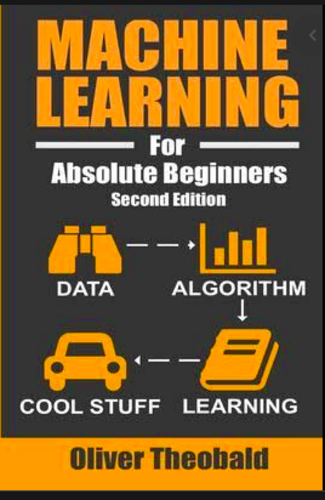 MACHINE
LEARNING
For
Absolute Beginners
Second Edition
DATA
ALGORITHM
COOL STUFF
LEARNING
Oliver Theobald